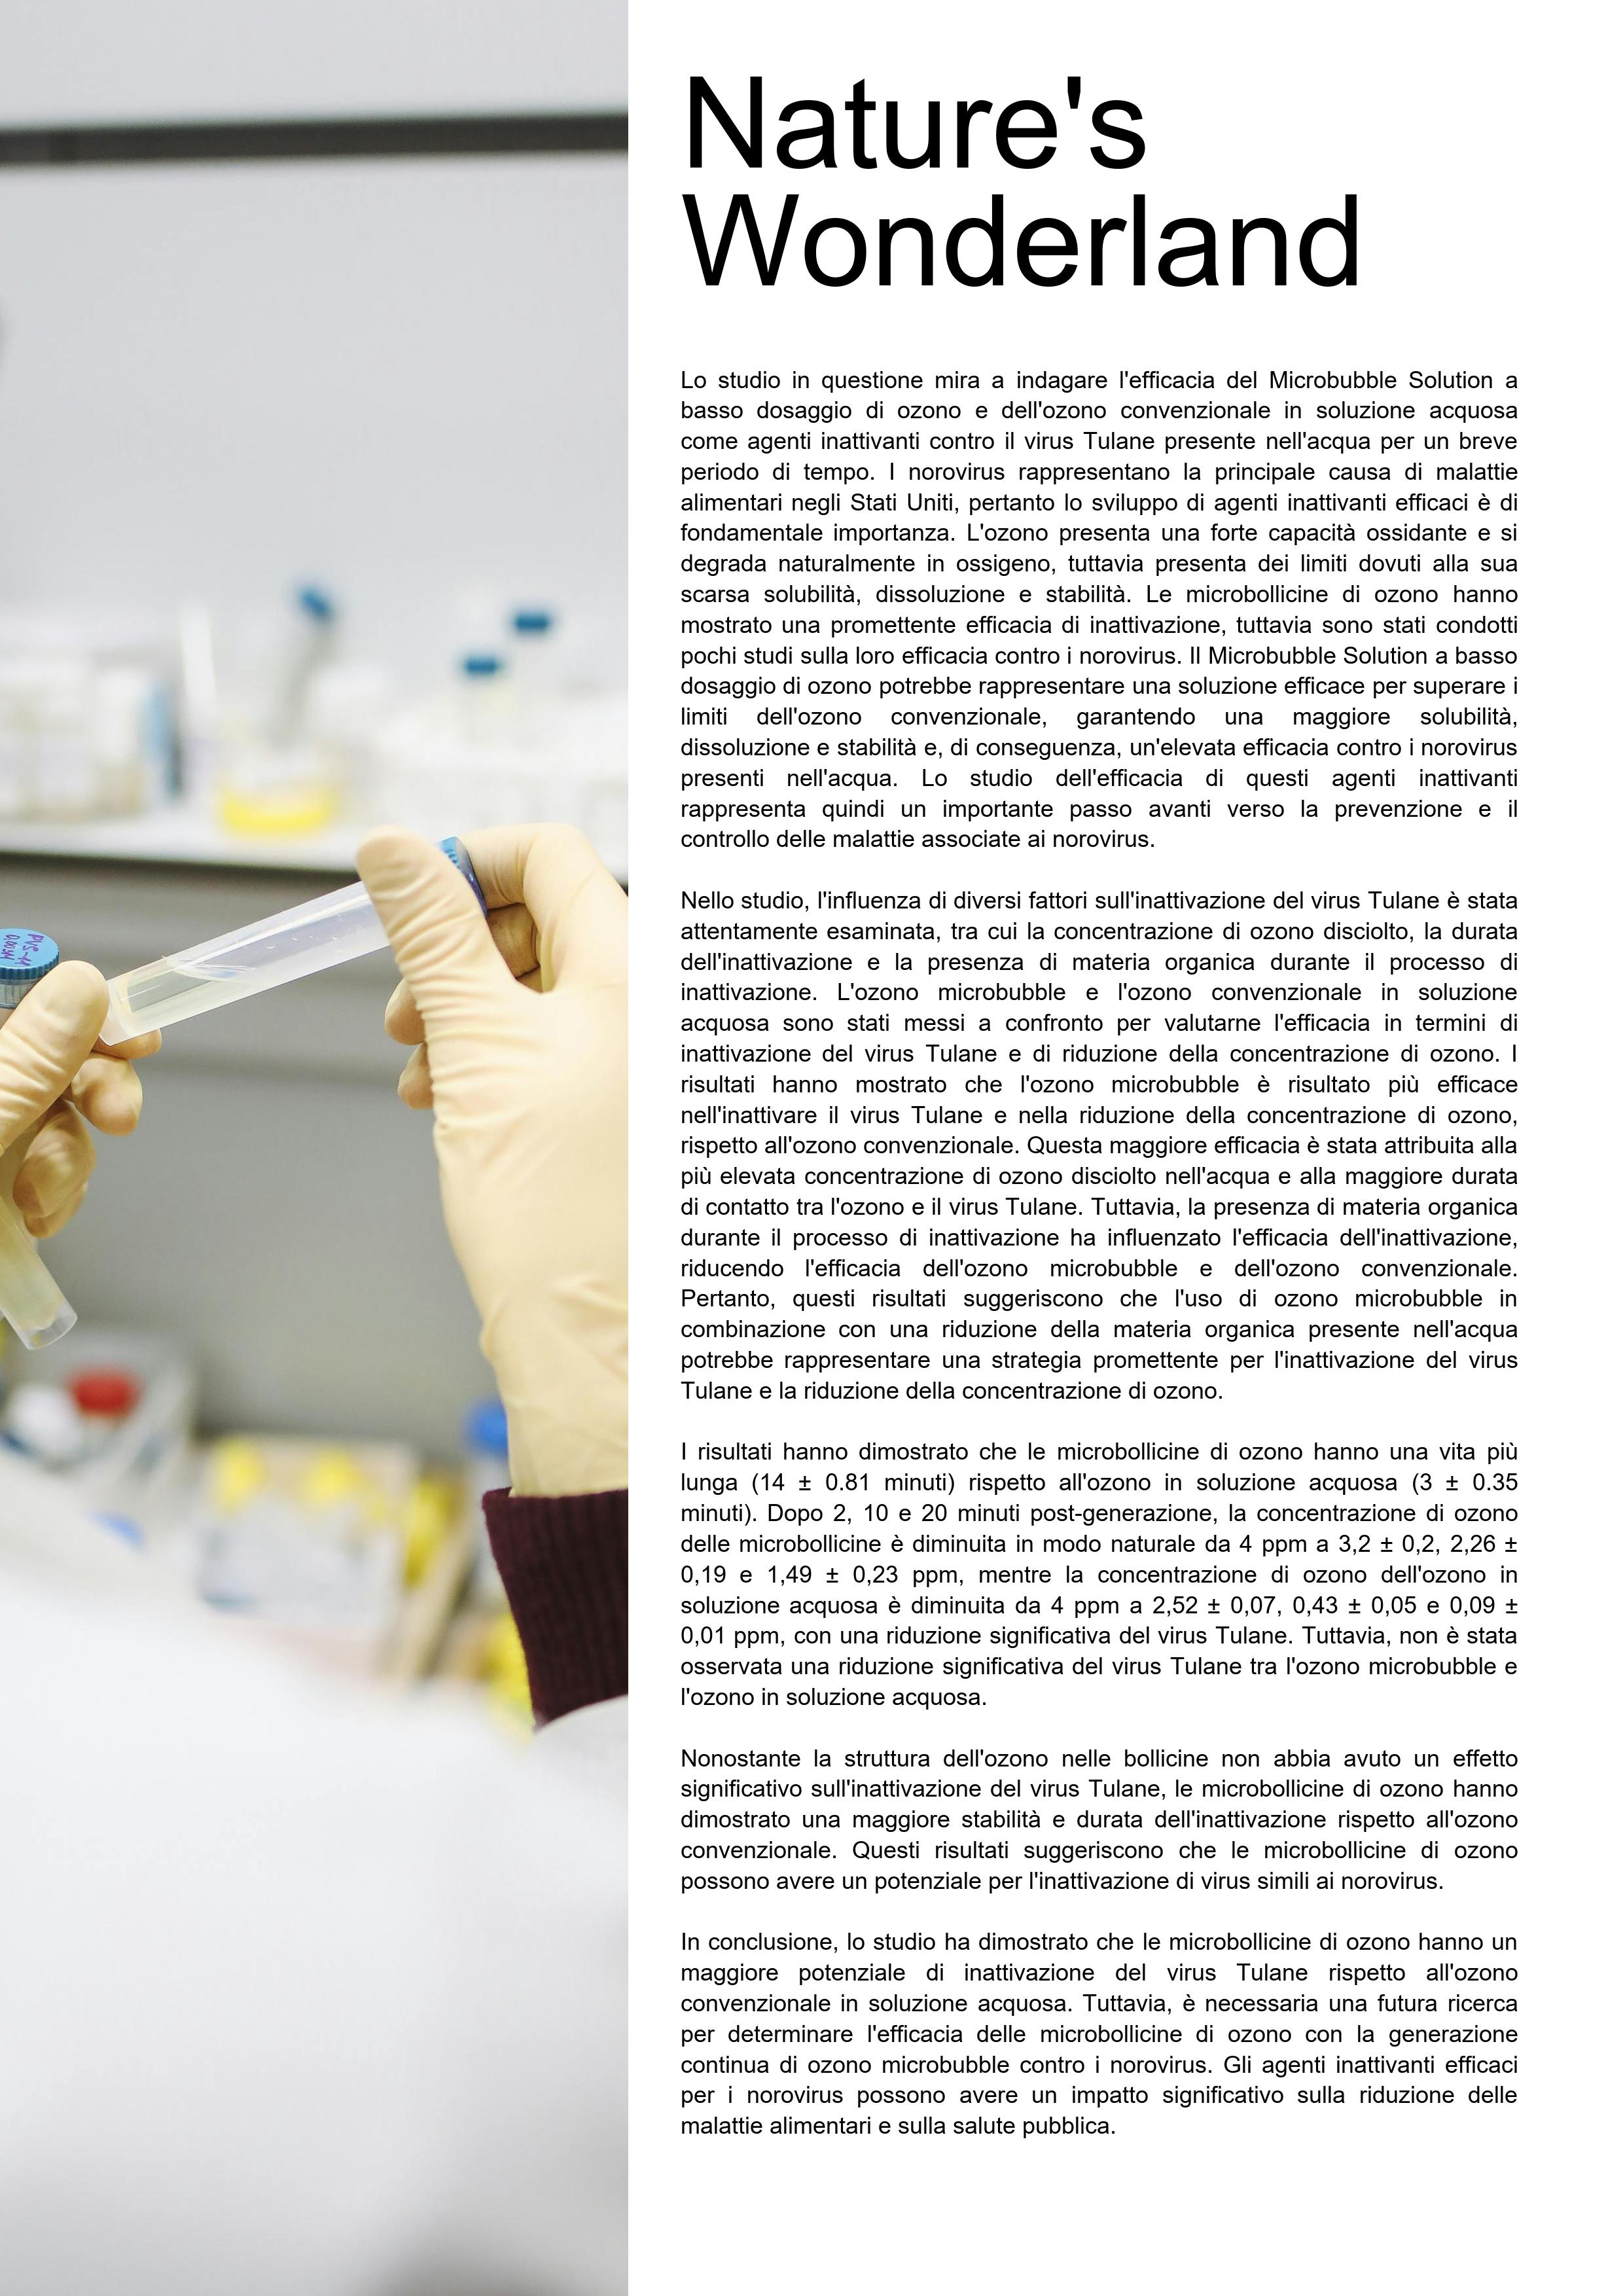 Nature's
Wonderland
Lo studio in questione mira a indagare l'efficacia del Microbubble Solution a
basso dosaggio di ozono e dell'ozono convenzionale in soluzione acquosa
come agenti inattivanti contro il virus Tulane presente nell'acqua per un breve
periodo di tempo. I norovirus rappresentano la principale causa di malattie
alimentari negli Stati Uniti, pertanto lo sviluppo di agenti inattivanti efficaci è di
fondamentale importanza. L'ozono presenta una forte capacità ossidante e si
degrada naturalmente in ossigeno, tuttavia presenta dei limiti dovuti alla sua
scarsa solubilità, dissoluzione e stabilità. Le microbollicine di ozono hanno
mostrato una promettente efficacia di inattivazione, tuttavia sono stati condotti
pochi studi sulla loro efficacia contro i norovirus. Il Microbubble Solution a basso
dosaggio di ozono potrebbe rappresentare una soluzione efficace per superare i
limiti dell'ozono convenzionale, garantendo una maggiore solubilità,
dissoluzione e stabilità e, di conseguenza, un'elevata efficacia contro i norovirus
presenti nell'acqua. Lo studio dell'efficacia di questi agenti inattivanti
rappresenta quindi un importante passo avanti verso la prevenzione e il
controllo delle malattie associate ai norovirus.
Nello studio, l'influenza di diversi fattori sull'inattivazione del virus Tulane è stata
attentamente esaminata, tra cui la concentrazione di ozono disciolto, la durata
dell'inattivazione e la presenza di materia organica durante il processo di
inattivazione. L'ozono microbubble e l'ozono convenzionale in soluzione
acquosa sono stati messi a confronto per valutarne l'efficacia in termini di
inattivazione del virus Tulane e di riduzione della concentrazione di ozono. I
risultati hanno mostrato che l'ozono microbubble è risultato più efficace
nell'inattivare il virus Tulane e nella riduzione della concentrazione di ozono,
rispetto all'ozono convenzionale. Questa maggiore efficacia è stata attribuita alla
più elevata concentrazione di ozono disciolto nell'acqua e alla maggiore durata
di contatto tra l'ozono e il virus Tulane. Tuttavia, la presenza di materia organica
durante il processo di inattivazione ha influenzato l'efficacia dell'inattivazione,
riducendo l'efficacia dell'ozono microbubble e dell'ozono convenzionale.
Pertanto, questi risultati suggeriscono che l'uso di ozono microbubble in
combinazione con una riduzione della materia organica presente nell'acqua
potrebbe rappresentare una strategia promettente per l'inattivazione del virus
Tulane e la riduzione della concentrazione di ozono.
I risultati hanno dimostrato che le microbollicine di ozono hanno una vita più
lunga (14 ± 0.81 minuti) rispetto all'ozono in soluzione acquosa (3 ± 0.35
minuti). Dopo 2, 10 e 20 minuti post-generazione, la concentrazione di ozono
delle microbollicine è diminuita in modo naturale da 4 ppm a 3,2 ± 0,2, 2,26 ±
0,19 e 1,49 ± 0,23 ppm, mentre la concentrazione di ozono dell'ozono in
soluzione acquosa è diminuita da 4 ppm a 2,52 ± 0,07, 0,43 ± 0,05 e 0,09 ±
0,01 ppm, con una riduzione significativa del virus Tulane. Tuttavia, non è stata
osservata una riduzione significativa del virus Tulane tra l'ozono microbubble e
l'ozono in soluzione acquosa.
Nonostante la struttura dell'ozono nelle bollicine non abbia avuto un effetto
significativo sull'inattivazione del virus Tulane, le microbollicine di ozono hanno
dimostrato una maggiore stabilità e durata dell'inattivazione rispetto all'ozono
convenzionale. Questi risultati suggeriscono che le microbollicine di ozono
possono avere un potenziale per l'inattivazione di virus simili ai norovirus.
In conclusione, lo studio ha dimostrato che le microbollicine di ozono hanno un
maggiore potenziale di inattivazione del virus Tulane rispetto all'ozono
convenzionale in soluzione acquosa. Tuttavia, è necessaria una futura ricerca
per determinare l'efficacia delle microbollicine di ozono con la generazione
continua di ozono microbubble contro i norovirus. Gli agenti inattivanti efficaci
per i norovirus possono avere un impatto significativo sulla riduzione delle
malattie alimentari e sulla salute pubblica.